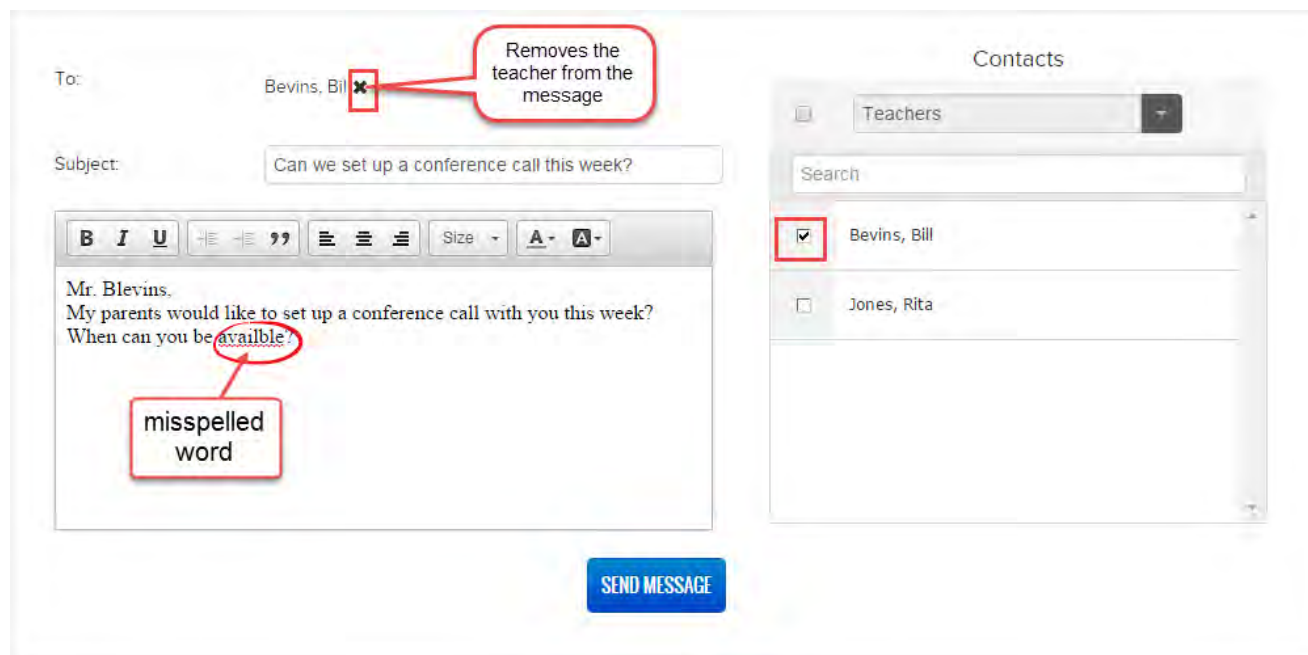 To:
Bevins, Bil
Removes the
teacher from the
message
Subject:
Can we set up a conference call this week?
B I U
Size
A
A
Mr. Blevins,
My parents would like to set up a conference call with you this week?
When can you be availble?
misspelled
word
Contacts
Teachers
Search
Bevins, Bill
Jones, Rita
SEND MESSAGE